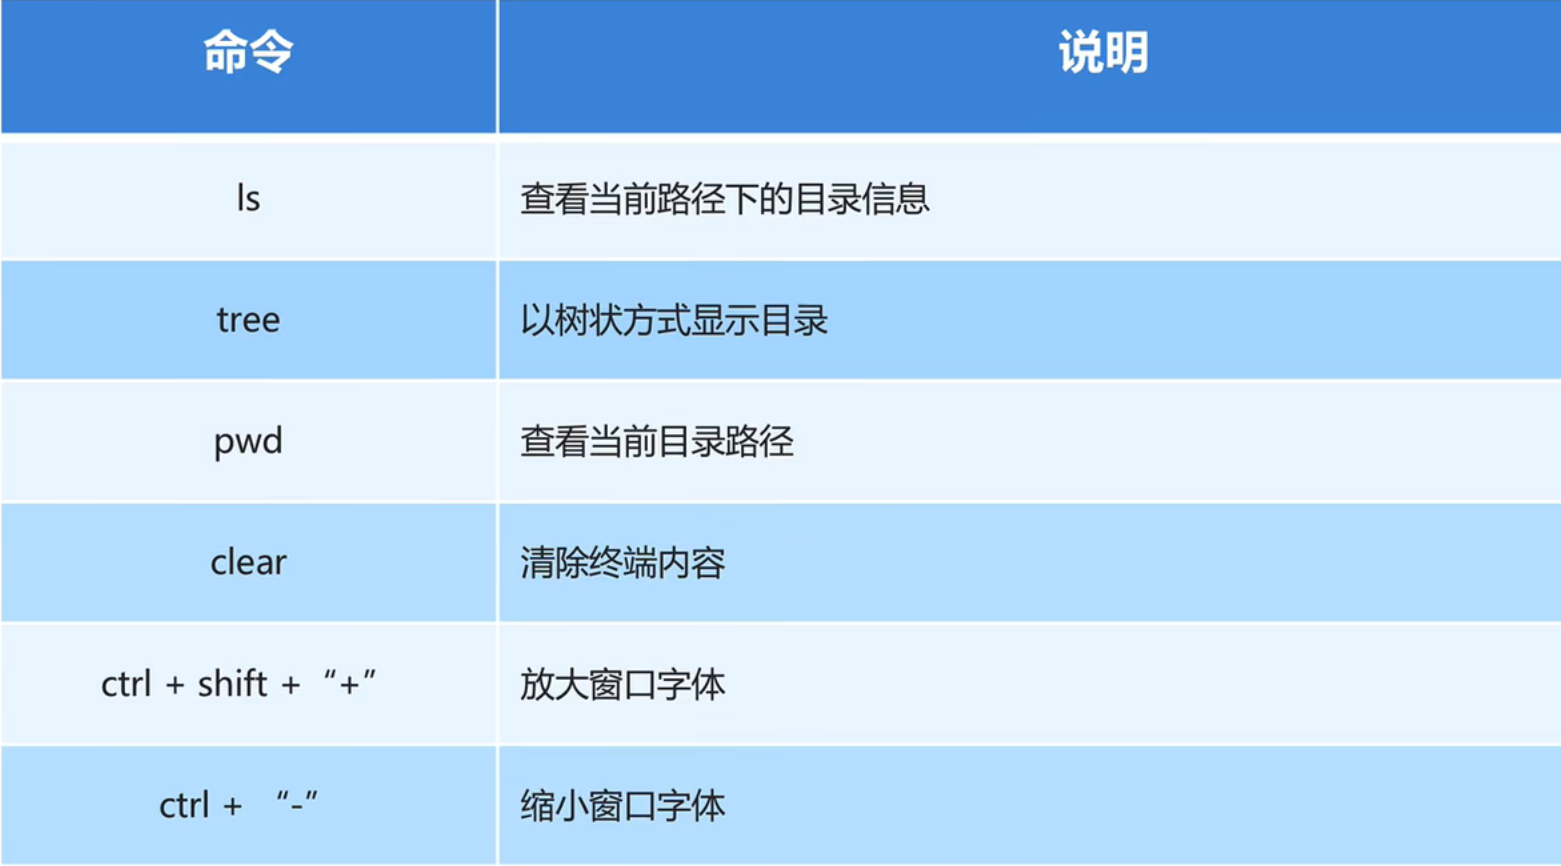 命令 说明
ls 查看当前路径下的目录信息
tree 以树状方式显示目录
pwd 查看当前目录路径
clear 清除终端内容
ctrl + shift + “+” 放大窗口字体
ctrl + “-” 缩小窗口字体